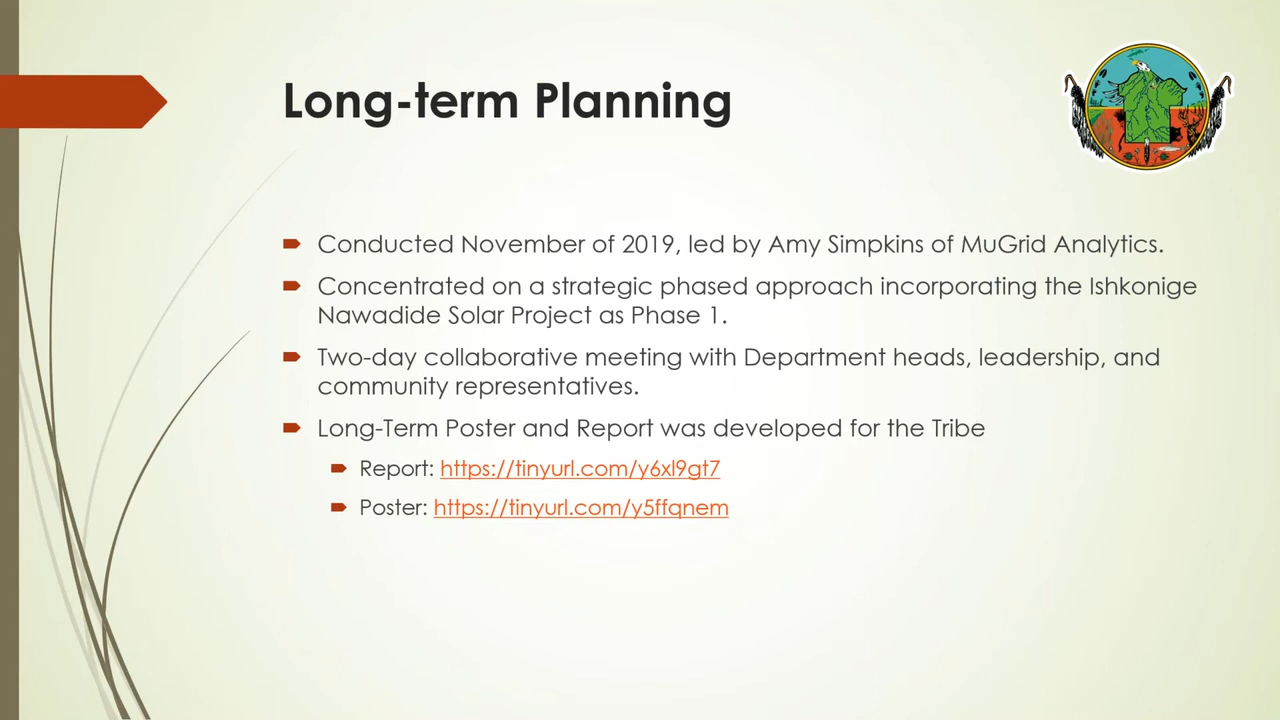 Long-term Planning
Conducted November of 2019, led by Amy Simpkins of MuGrid Analytics.
Concentrated on a strategic phased approach incorporating the Ishkonige
Nawadide Solar Project as Phase 1.
Two-day collaborative meeting with Department heads, leadership, and
community representatives.
Long-Term Poster and Report was developed for the Tribe
Report: https://tinyurl.com/y6xl9gt7
Poster: https://tinyurl.com/y5ffqnem